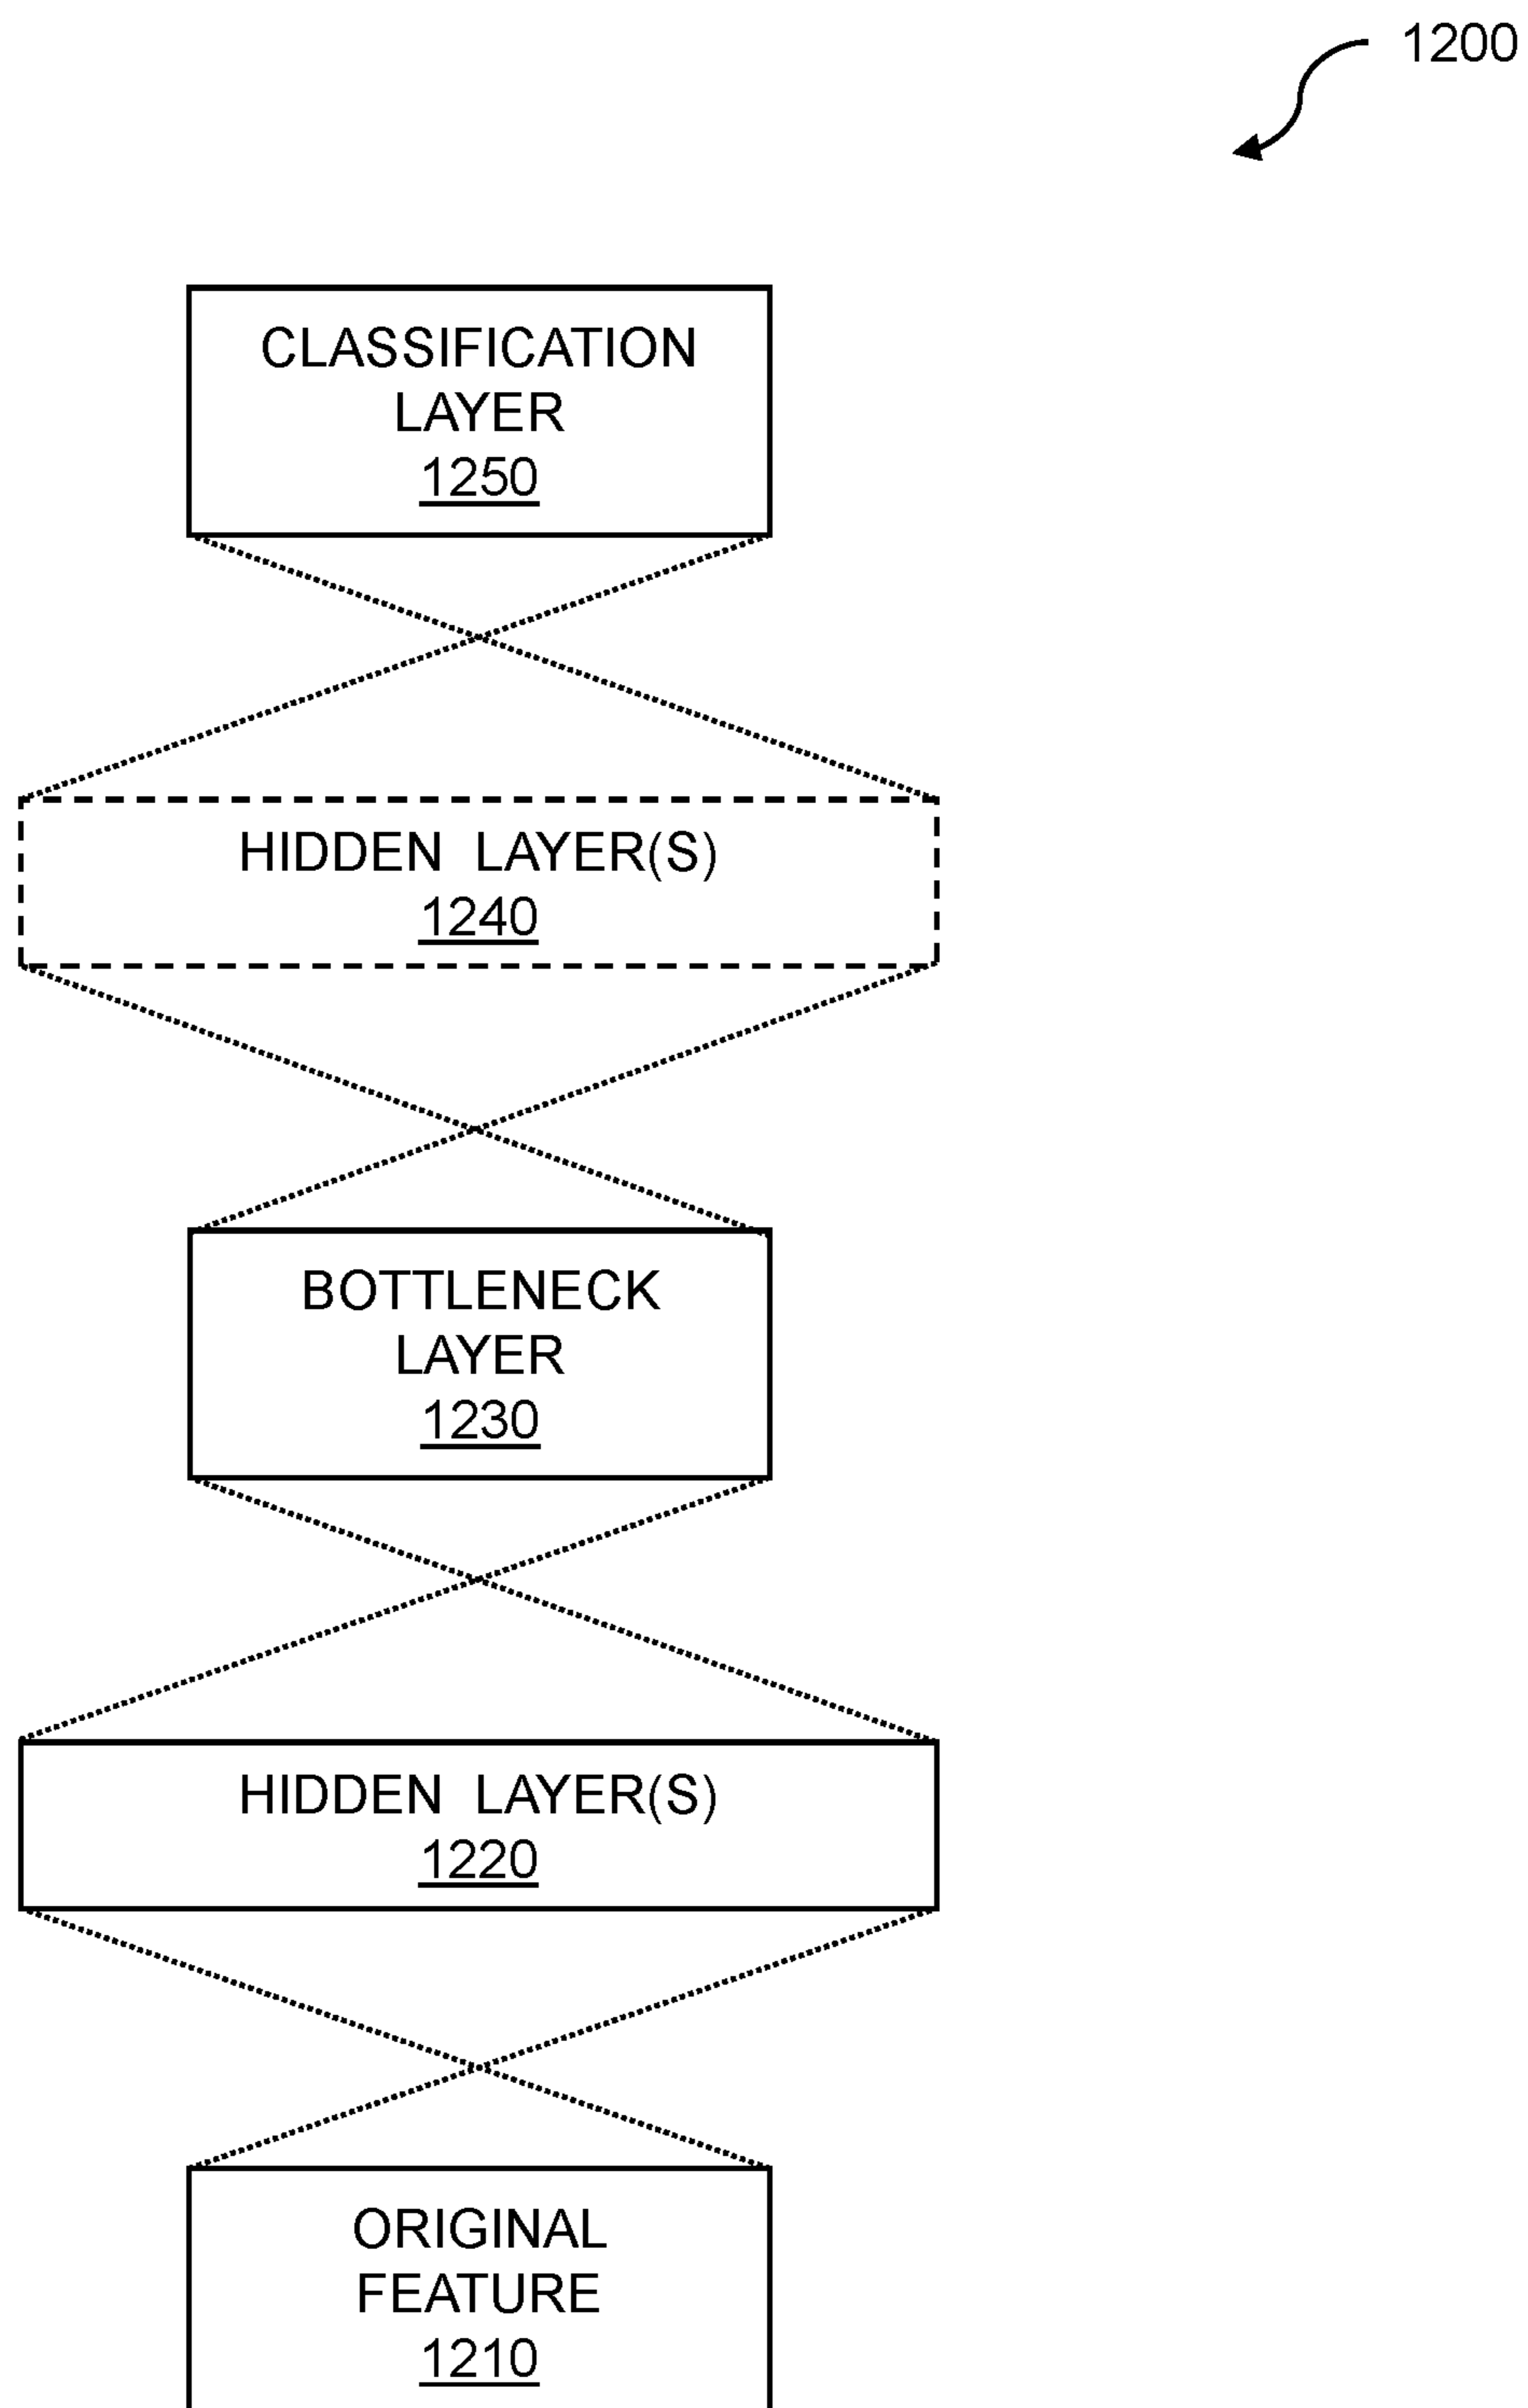 1200
CLASSIFICATION
LAYER
1250
HIDDEN LAYER(S)
1240
BOTTLENECK
LAYER
1230
HIDDEN LAYER(S)
1220
ORIGINAL
FEATURE
1210